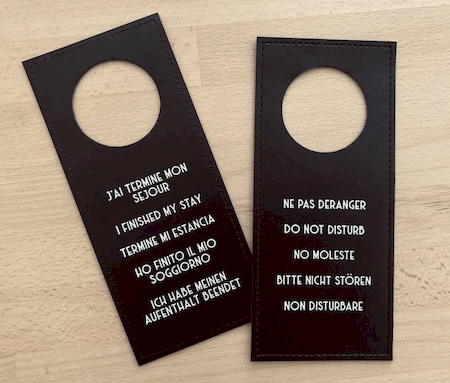 J'AI TERMINE MON
SEJOUR
I FINISHED MY STAY
TERMINE MI ESTANCIA
HO FINITO IL MIO
SOGGIORNO
ICH HABE MEINEN
AUFENTHALT BEENDET
NE PAS DERANGER
DO NOT DISTURB
NO MOLESTE
BITTE NICHT STÖREN
NON DISTURBARE